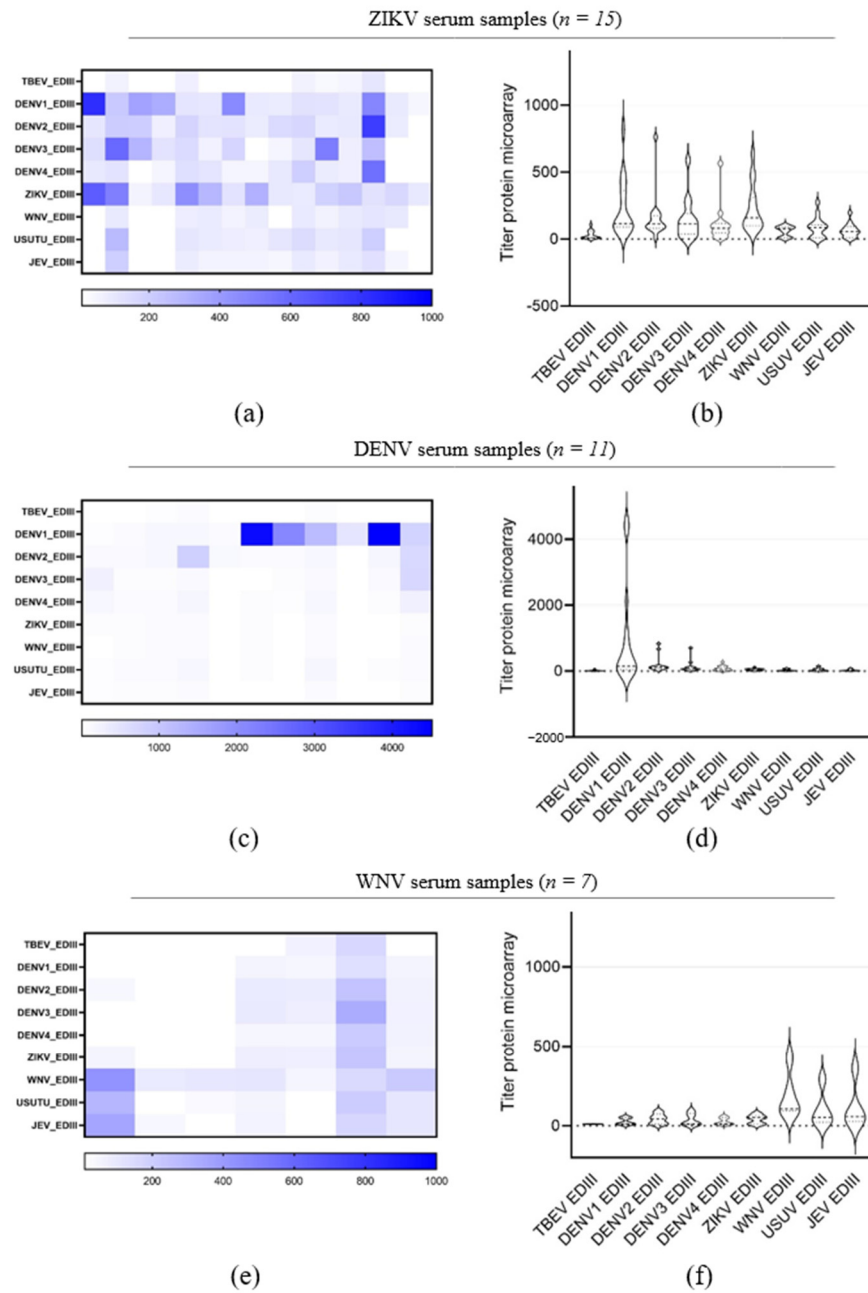 ZIKV serum samples (n = 15)
TBEV_EDIII
DENV1_EDIII
DENV2_EDIII
DENV3_EDIII
DENV4_EDIII
ZIKV_EDIII
WNV_EDIII
USUTU_EDIII
JEV_EDIII
200 400 600 800 1000
(a)
Titer protein microarray
1000
500
0
-500
TBEV EDIII
DENV1 EDIII
DENV2 EDIII
DENV3 EDIII
DENV4 EDIII
ZIKV EDIII
WNV EDIII
USUV EDIII
JEV EDIII
(b)
DENV serum samples (n = 11)
TBEV_EDIII
DENV1_EDIII
DENV2_EDIII
DENV3_EDIII
DENV4_EDIII
ZIKV_EDIII
WNV_EDIII
USUTU_EDIII
JEV_EDIII
1000 2000 3000 4000
(c)
Titer protein microarray
4000
2000
0
−2000
TBEV EDIII
DENV1 EDIII
DENV2 EDIII
DENV3 EDIII
DENV4 EDIII
ZIKV EDIII
WNV EDIII
USUV EDIII
JEV EDIII
(d)
WNV serum samples (n = 7)
TBEV_EDIII
DENV1_EDIII
DENV2_EDIII
DENV3_EDIII
DENV4_EDIII
ZIKV_EDIII
WNV_EDIII
USUTU_EDIII
JEV_EDIII
200 400 600 800 1000
(e)
Titer protein microarray
1000
500
0
TBEV EDIII
DENV1 EDIII
DENV2 EDIII
DENV3 EDIII
DENV4 EDIII
ZIKV EDIII
WNV EDIII
USUV EDIII
JEV EDIII
(f)